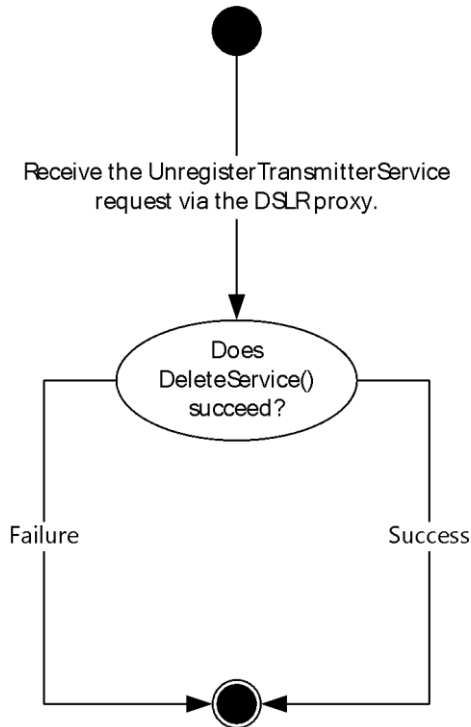 Receive the UnregisterTransmitterService
request via the DSLR proxy.
Does
DeleteService()
succeed?
Failure
Success